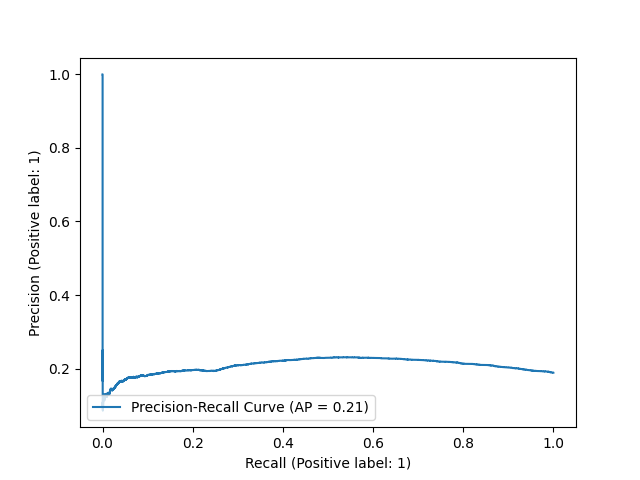 1.0
0.8
0.6
0.4
0.2
Precision (Positive label: 1)
Precision-Recall Curve (AP = 0.21)
0.0 0.2 0.4 0.6 0.8 1.0
Recall (Positive label: 1)